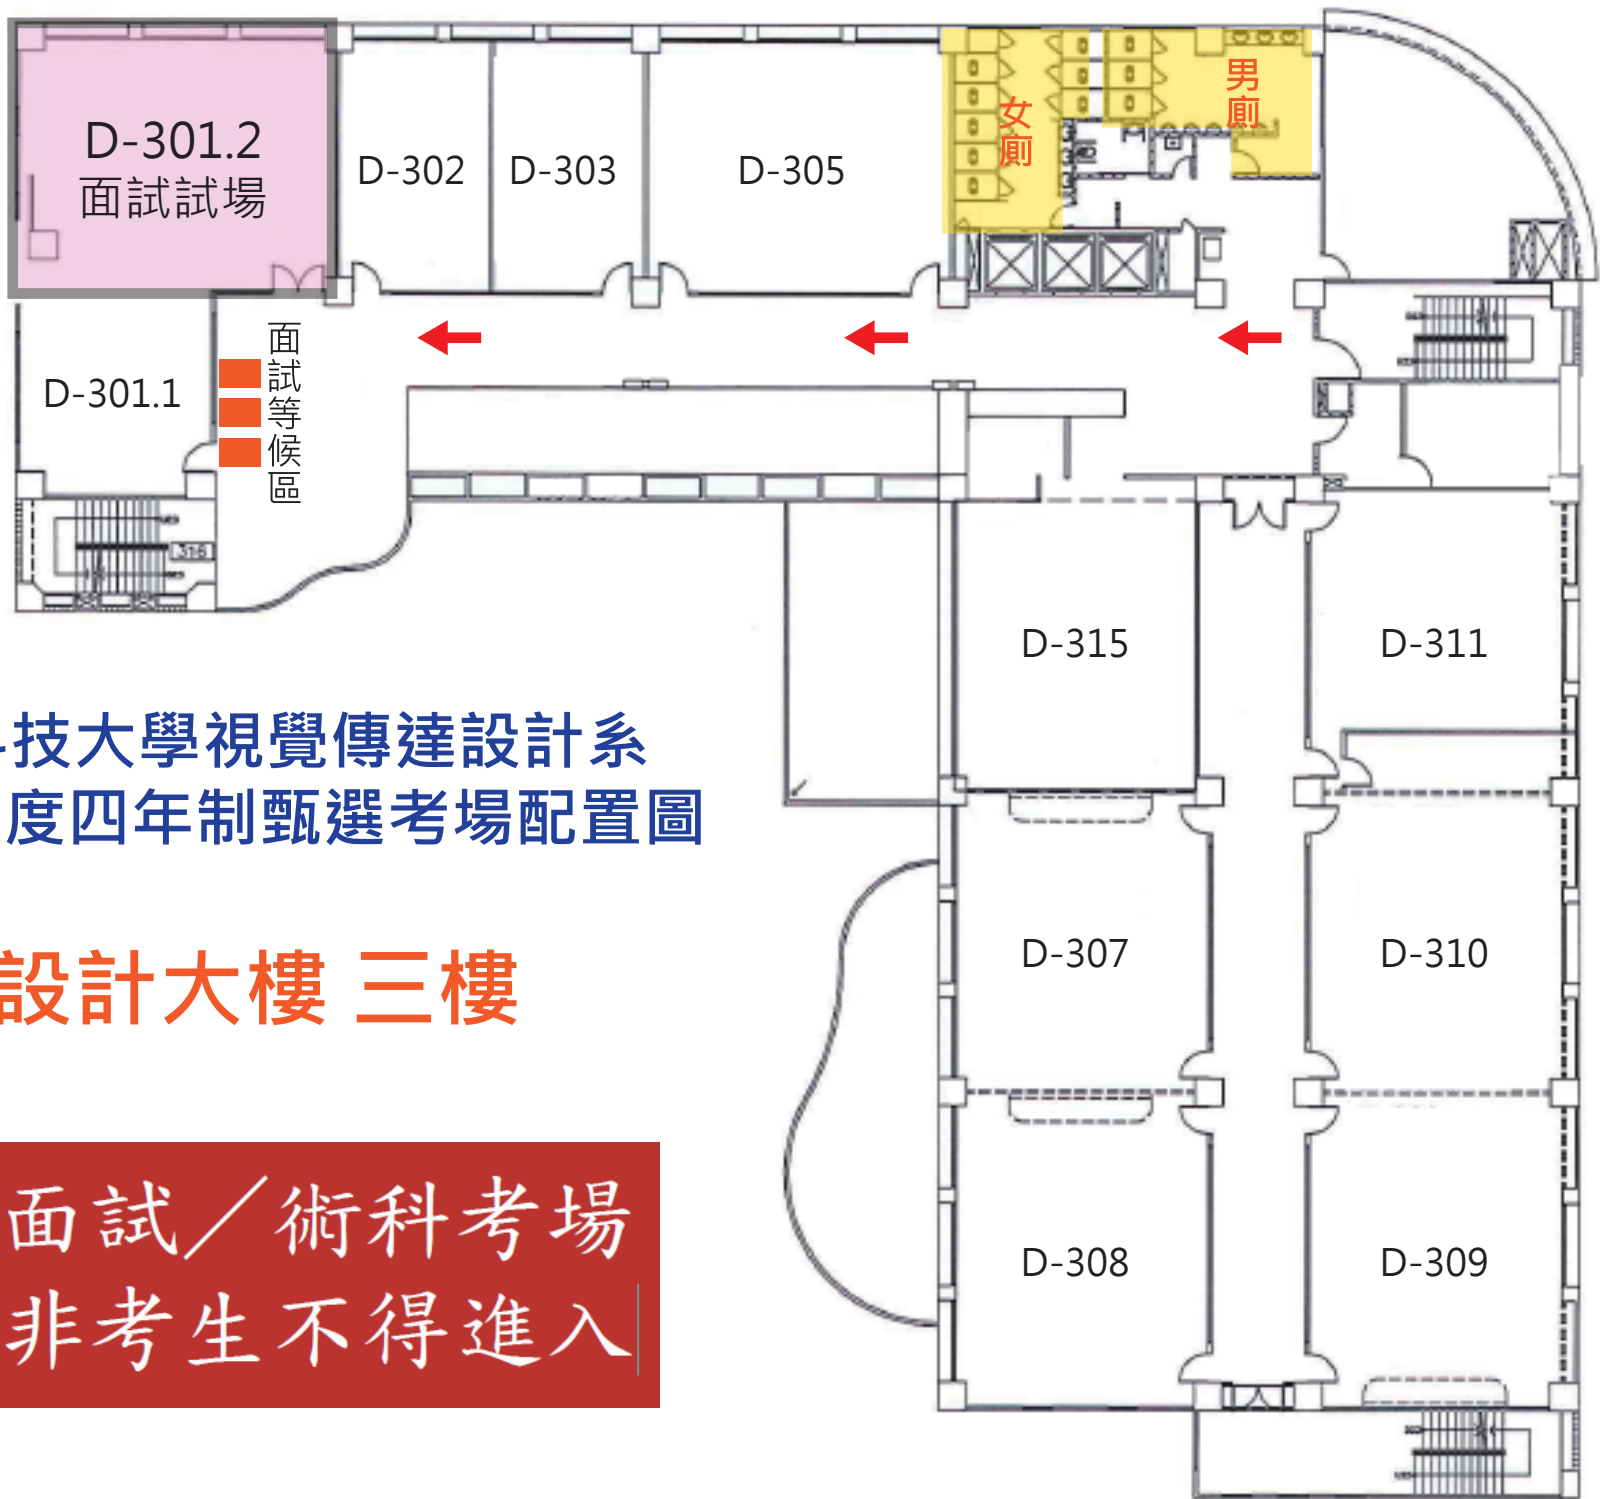 D-301.2
面試試場
D-302
D-303
D-305
女廁
男廁
D-301.1
面試等候區
316
D-315
D-311
技大學視覺傳達設計系
度四年制甄選考場配置圖
D-307
D-310
設計大樓 三樓
面試／術科考場
非考生不得進入
D-308
D-309